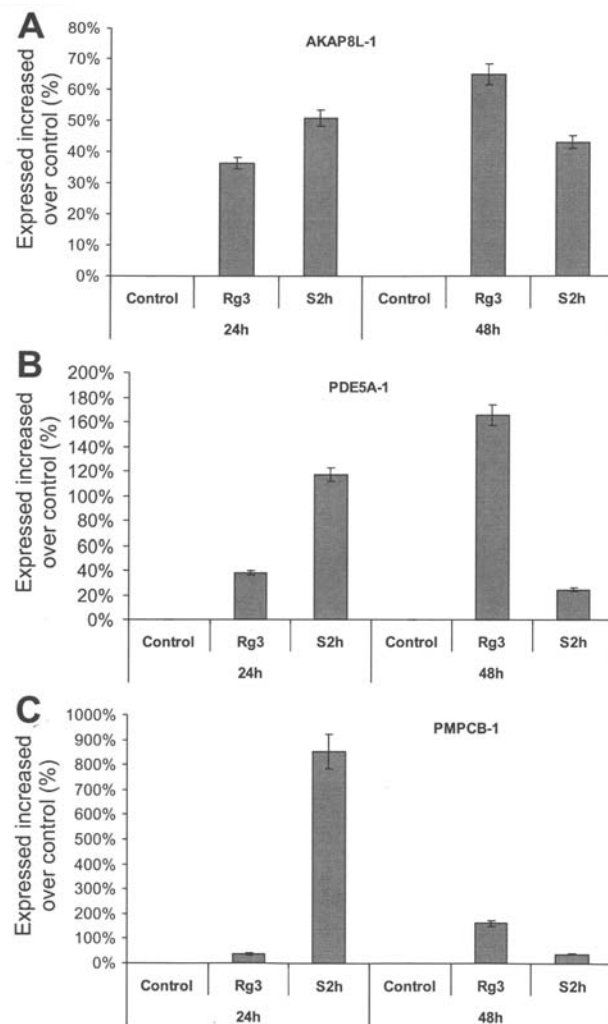 A
AKAP8L-1
Expressed increased
over control (%)
80%
70%
60%
50%
40%
30%
20%
10%
0%
Control Rg3 S2h Control Rg3 S2h
24h 48h
B
PDE5A-1
Expressed increased
over control (%)
200%
180%
160%
140%
120%
100%
80%
60%
40%
20%
0%
Control Rg3 S2h Control Rg3 S2h
24h 48h
C
PMPCB-1
Expressed increased
over control (%)
1000%
900%
800%
700%
600%
500%
400%
300%
200%
100%
0%
Control Rg3 S2h Control Rg3 S2h
24h 48h